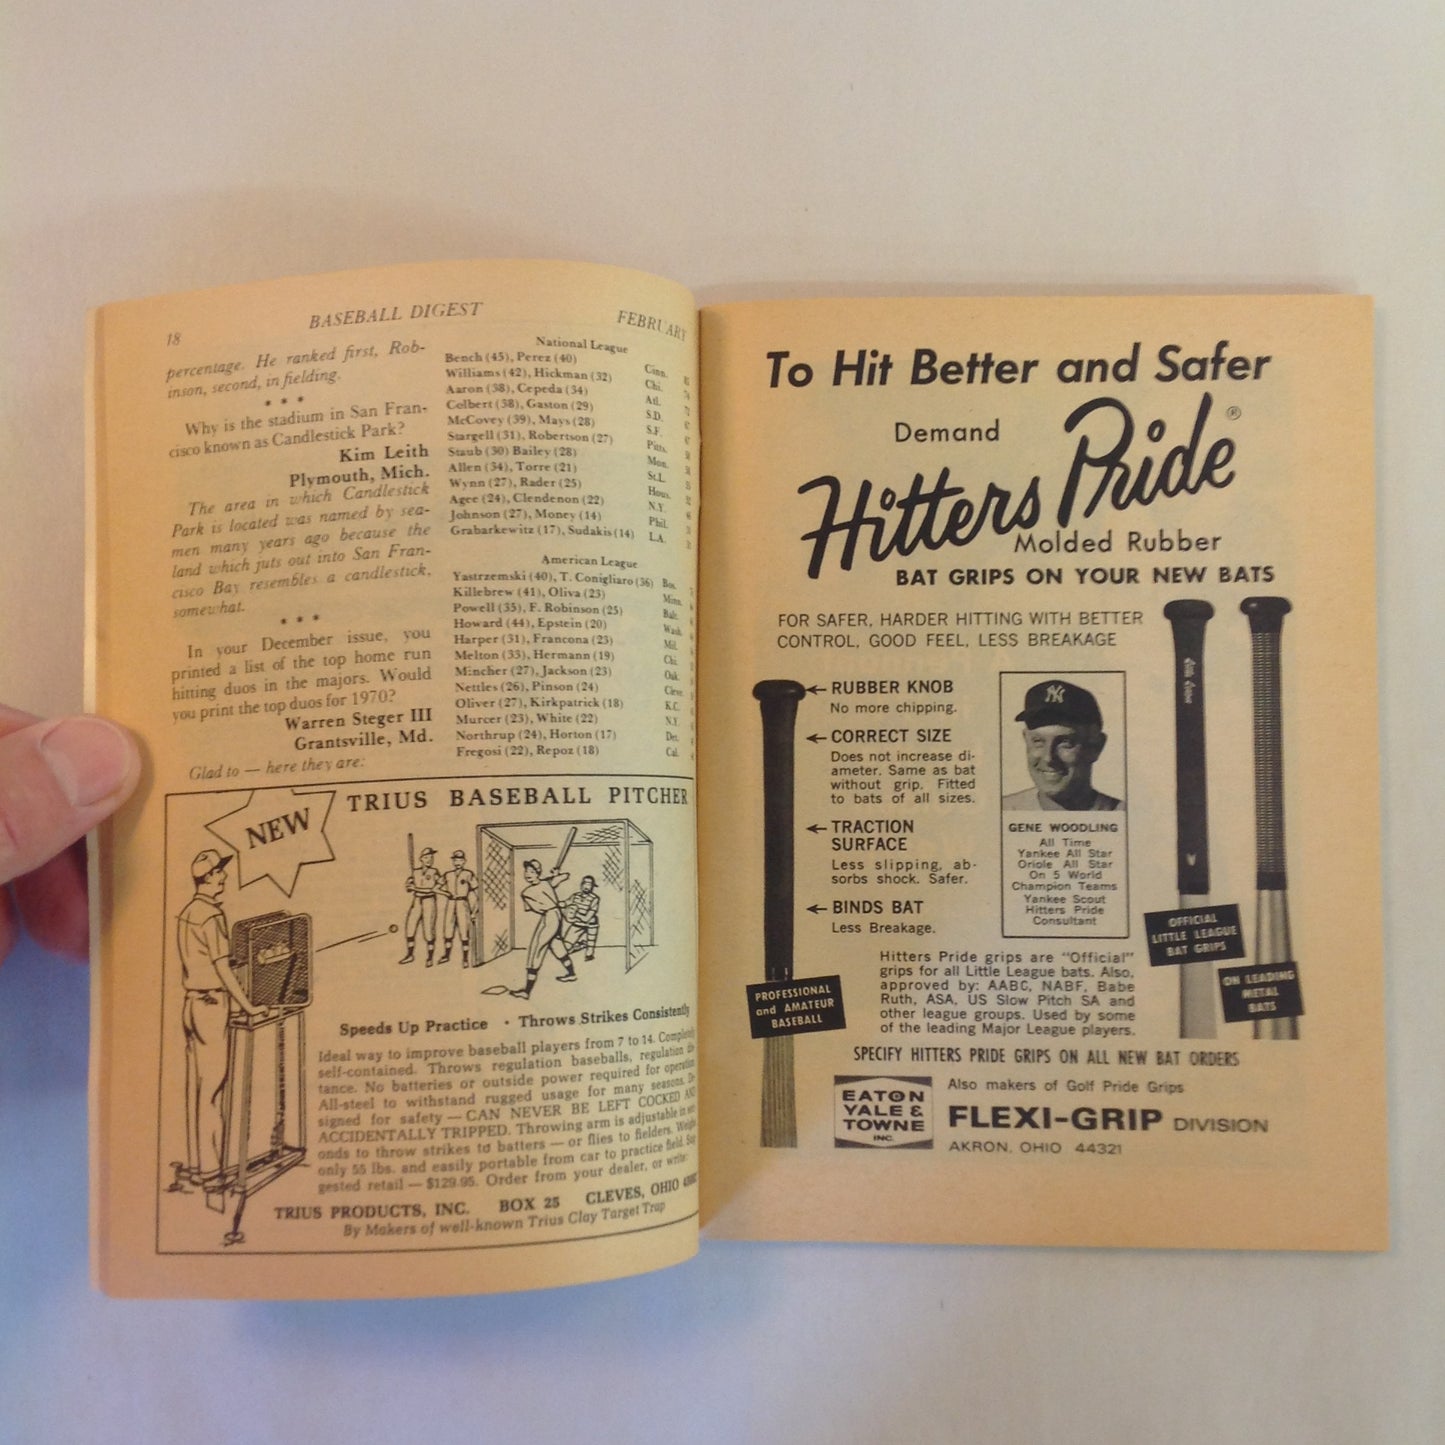 18
BASEBALL DIGEST
FEBRUARY
percentage. He ranked first, Rob-
inson, second, in fielding.
* * *
Why is the stadium in San Fran-
cisco known as Candlestick Park?
Kim Leith
Plymouth, Mich.
The area in which Candlestick
Park is located was named by sea-
men many years ago because the
land which juts out into San Fran-
cisco Bay resembles a candlestick,
somewhat.
* * *
In your December issue, you
printed a list of the top home run
hitting duos in the majors. Would
you print the top duos for 1970?
Warren Steger III
Grantsville, Md.
Glad to — here they are:
National League
Bench (45), Perez (40) Cinn.
Williams (42), Hickman (32) Chi.
Aaron (38), Cepeda (34) Atl.
Colbert (38), Gaston (29) S.D.
McCovey (39), Mays (28) S.F.
Stargell (31), Robertson (27) Pitts.
Staub (30) Bailey (28) Mon.
Allen (34), Torre (21) St.L.
Wynn (27), Rader (25) Hous.
Agee (24), Clendenon (22) N.Y.
Johnson (27), Money (14) Phil.
Grabarkewitz (17), Sudakis (14) L.A.
American League
Yastrzemski (40), T. Conigliaro (36) Bos.
Killebrew (41), Oliva (23) Minn.
Powell (35), F. Robinson (25) Balt.
Howard (44), Epstein (20) Wash.
Harper (31), Francona (23) Mil.
Melton (33), Hermann (19) Chi.
Mincher (27), Jackson (23) Oak.
Nettles (26), Pinson (24) Cleve.
Oliver (27), Kirkpatrick (18) K.C.
Murcer (23), White (22) N.Y.
Northrup (24), Horton (17) Det.
Fregosi (22), Repoz (18) Cal.
NEW
TRIUS BASEBALL PITCHER
Speeds Up Practice • Throws Strikes Consistently
Ideal way to improve baseball players from 7 to 14. Completely
self-contained. Throws regulation baseballs, regulation dis-
tance. No batteries or outside power required for operation.
All-steel to withstand rugged usage for many seasons. De-
signed for safety — CAN NEVER BE LEFT COCKED AND
ACCIDENTALLY TRIPPED. Throwing arm is adjustable in
onds to throw strikes to batters — or flies to fielders. Weighs
only 55 lbs. and easily portable from car to practice field. Sug-
gested retail — $129.95. Order from your dealer, or write:
TRIUS PRODUCTS, INC. BOX 25 CLEVES, OHIO
By Makers of well-known Trius Clay Target Trap
To Hit Better and Safer
Demand
Hitters Pride®
Molded Rubber
BAT GRIPS ON YOUR NEW BATS
FOR SAFER, HARDER HITTING WITH BETTER
CONTROL, GOOD FEEL, LESS BREAKAGE
RUBBER KNOB
No more chipping.
CORRECT SIZE
Does not increase di-
ameter. Same as bat
without grip. Fitted
to bats of all sizes.
TRACTION
SURFACE
Less slipping, ab-
sorbs shock. Safer.
BINDS BAT
Less Breakage.
NY
GENE WOODLING
All Time
Yankee All Star
Oriole All Star
On 5 World
Champion Teams
Yankee Scout
Hitters Pride
Consultant
PROFESSIONAL
and AMATEUR
BASEBALL
OFFICIAL
LITTLE LEAGUE
BAT GRIPS
ON LEADING
METAL
BATS
Hitters Pride grips are "Official"
grips for all Little League bats. Also,
approved by: AABC, NABF, Babe
Ruth, ASA, US Slow Pitch SA and
other league groups. Used by some
of the leading Major League players.
SPECIFY HITTERS PRIDE GRIPS ON ALL NEW BAT ORDERS
EATON
YALE &
TOWNE
INC.
Also makers of Golf Pride Grips
FLEXI-GRIP DIVISION
AKRON, OHIO 44321